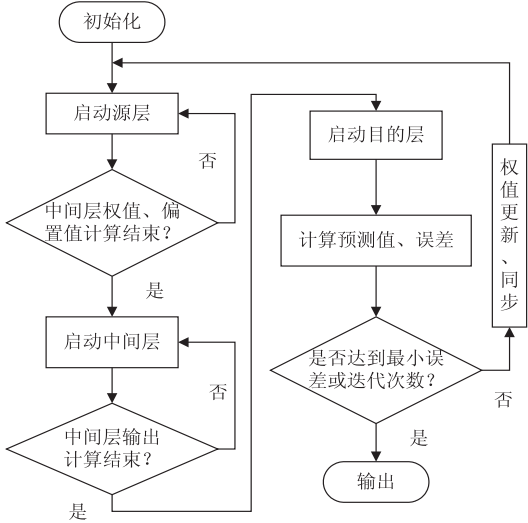 初始化
启动源层
否
中间层权值、偏
置值计算结束？
是
启动中间层
否
中间层输出
计算结束？
是
启动目的层
计算预测值、误差
是否达到最小误
差或迭代次数？
否
是
输出
权值更新、同步